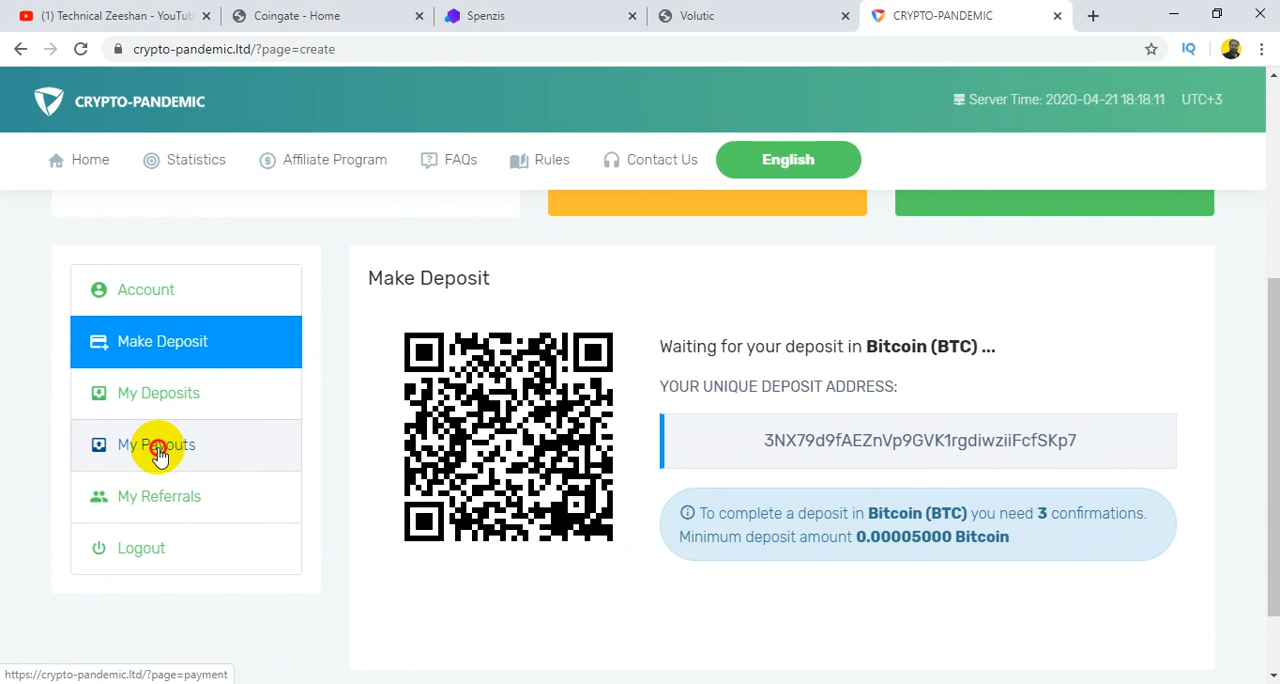 (1) Technical Zeeshan - YouTub
Coingate - Home
Spenzis
Volutic
CRYPTO-PANDEMIC
crypto-pandemic.ltd/?page=create
IQ
CRYPTO-PANDEMIC
Server Time: 2020-04-21 18:18:11 UTC+3
Home
Statistics
Affiliate Program
FAQs
Rules
Contact Us
English
Account
Make Deposit
My Deposits
My Payouts
My Referrals
Logout
Make Deposit
Waiting for your deposit in Bitcoin (BTC) ...
YOUR UNIQUE DEPOSIT ADDRESS:
3NX79d9fAEZnVp9GVK1rgdiwziiFcfSKp7
To complete a deposit in Bitcoin (BTC) you need 3 confirmations.
Minimum deposit amount 0.00005000 Bitcoin
https://crypto-pandemic.ltd/?page=payment